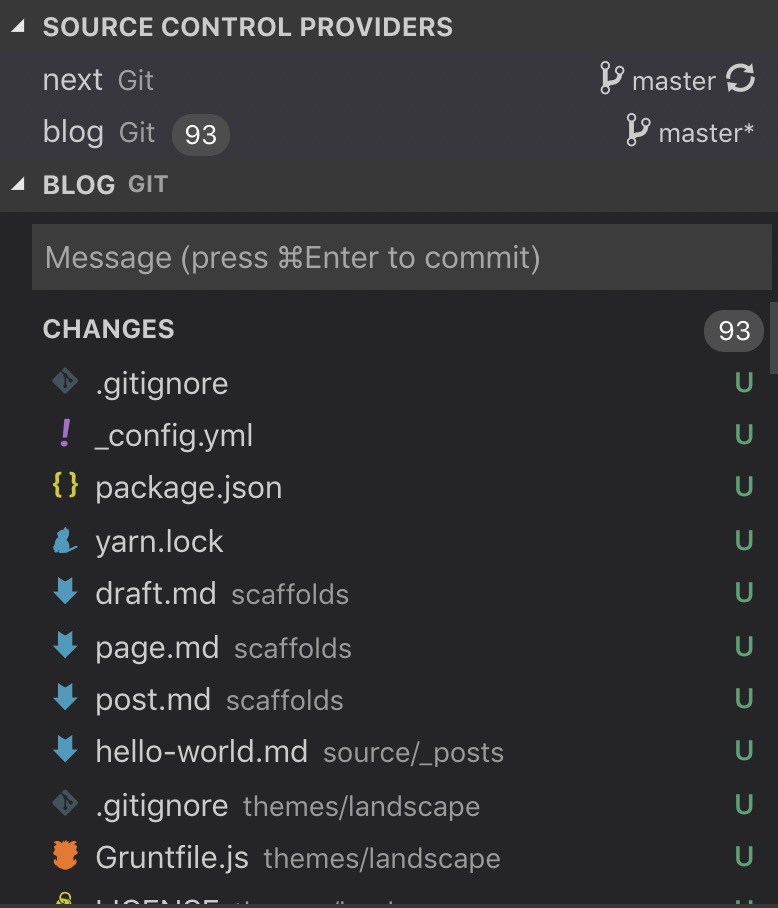 SOURCE CONTROL PROVIDERS
next Git master
blog Git 93 master*
BLOG GIT
Message (press ⌘Enter to commit)
CHANGES 93
.gitignore U
_config.yml U
package.json U
yarn.lock U
draft.md scaffolds U
page.md scaffolds U
post.md scaffolds U
hello-world.md source/_posts U
.gitignore themes/landscape U
Gruntfile.js themes/landscape U